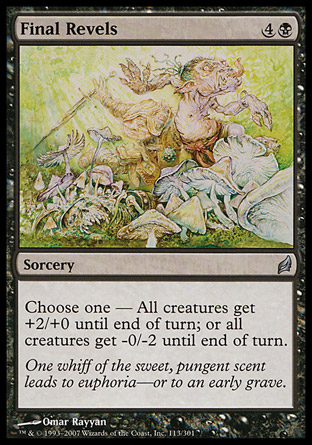 Final Revels 4
Sorcery
Choose one — All creatures get
+2/+0 until end of turn; or all
creatures get -0/-2 until end of turn.
One whiff of the sweet, pungent scent
leads to euphoria—or to an early grave.
Omar Rayyan
™ & © 1993–2007 Wizards of the Coast, Inc. 113/301